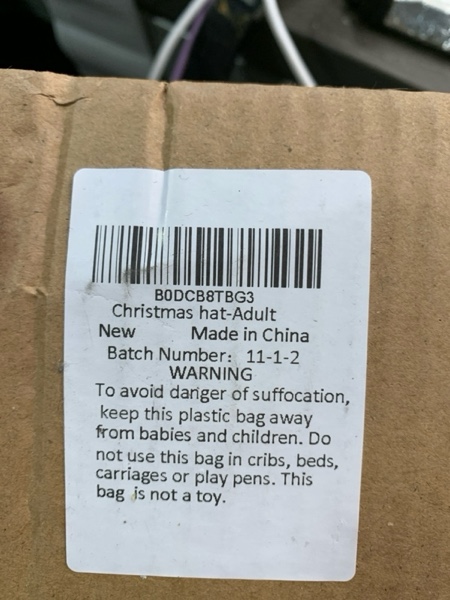 B0DCB8TBG3
Christmas hat-Adult
New Made in China
Batch Number: 11-1-2
WARNING
To avoid danger of suffocation,
keep this plastic bag away
from babies and children. Do
not use this bag in cribs, beds,
carriages or play pens. This
bag is not a toy.